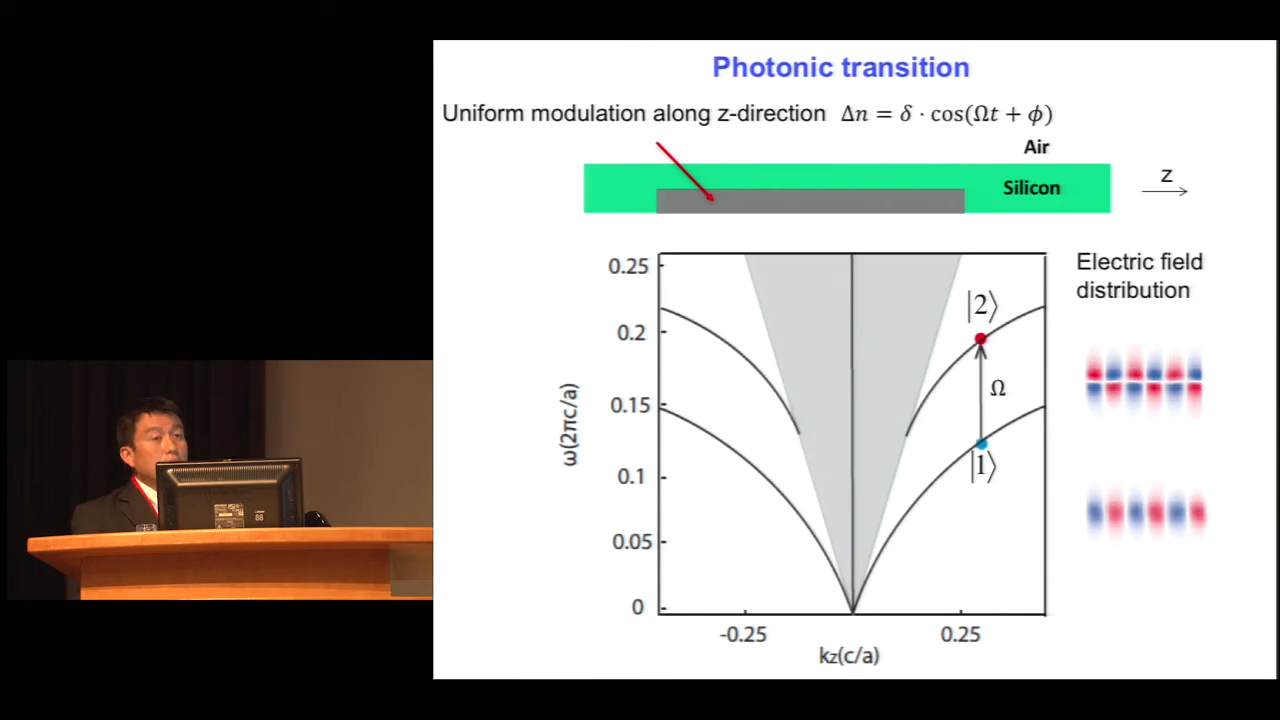 Photonic transition
Uniform modulation along z-direction Δn = δ · cos(Ωt + ϕ)
Air
Silicon
z
Electric field
distribution
0.25
0.2
0.15
0.1
0.05
0
ω(2πc/a)
|2⟩
Ω
|1⟩
-0.25
0.25
kz(c/a)
88